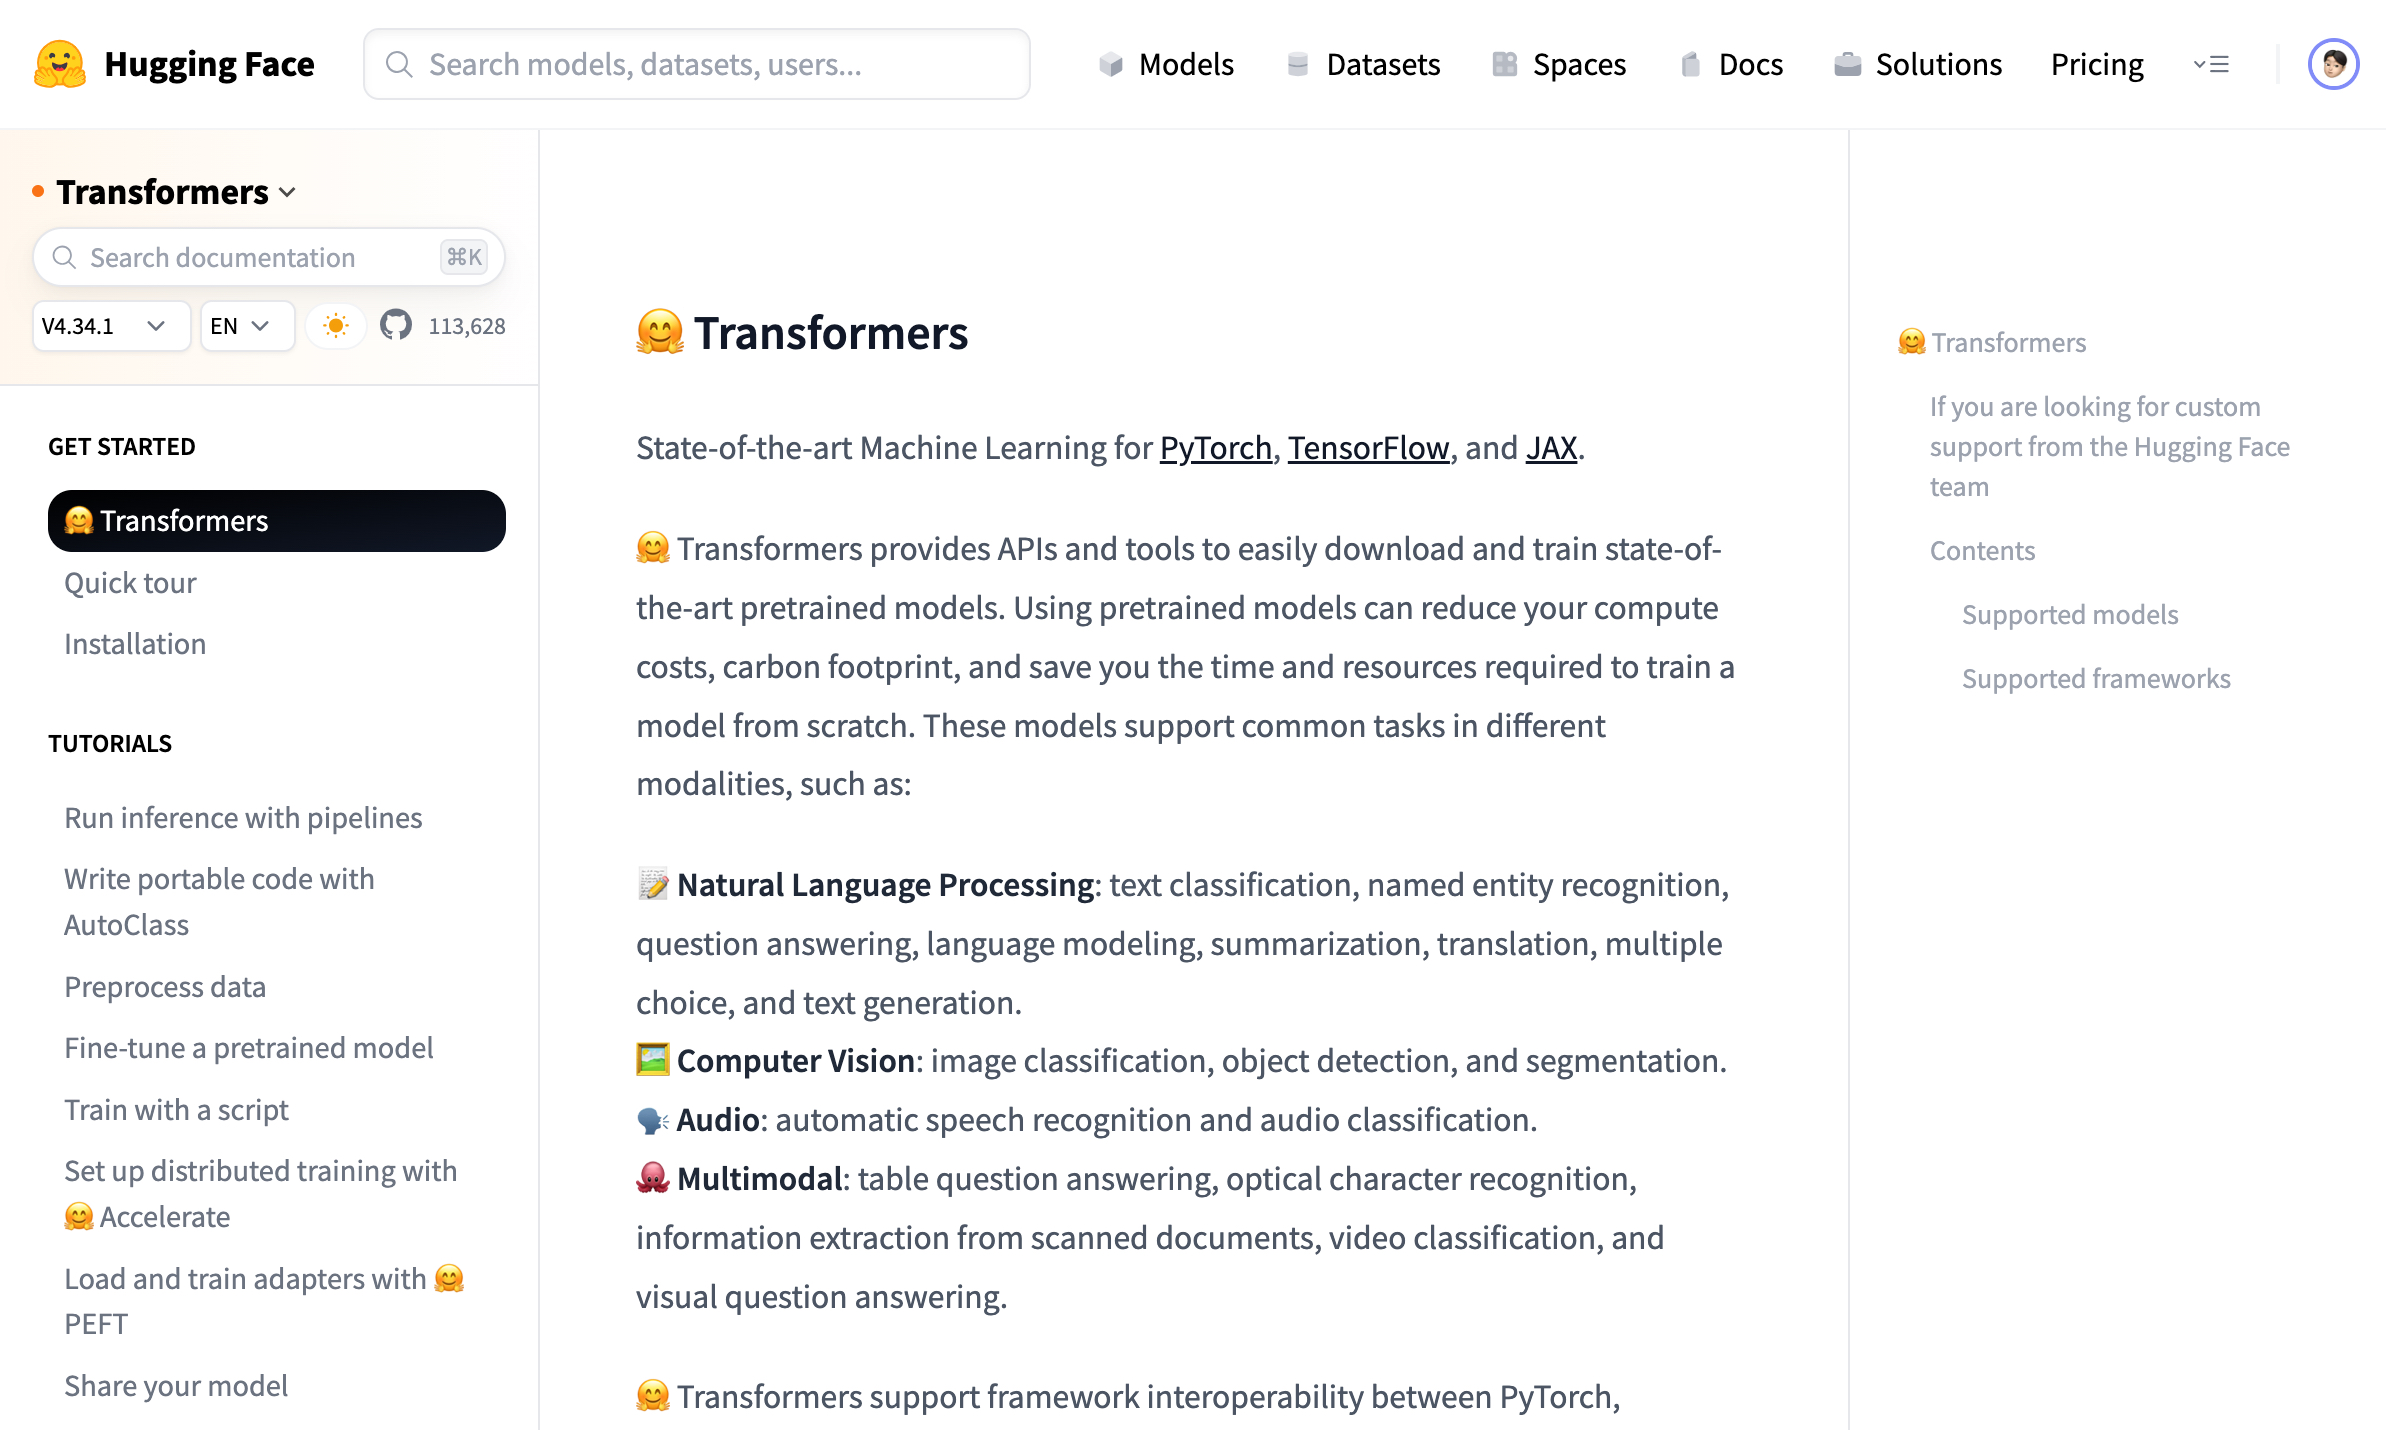 Hugging Face
Search models, datasets, users...
Models
Datasets
Spaces
Docs
Solutions
Pricing
Transformers
Search documentation
⌘K
V4.34.1
EN
113,628
GET STARTED
🤗 Transformers
Quick tour
Installation
TUTORIALS
Run inference with pipelines
Write portable code with
AutoClass
Preprocess data
Fine-tune a pretrained model
Train with a script
Set up distributed training with
🤗 Accelerate
Load and train adapters with 🤗
PEFT
Share your model
🤗 Transformers
State-of-the-art Machine Learning for PyTorch, TensorFlow, and JAX.
🤗 Transformers provides APIs and tools to easily download and train state-of-
the-art pretrained models. Using pretrained models can reduce your compute
costs, carbon footprint, and save you the time and resources required to train a
model from scratch. These models support common tasks in different
modalities, such as:
📝 Natural Language Processing: text classification, named entity recognition,
question answering, language modeling, summarization, translation, multiple
choice, and text generation.
🖼️ Computer Vision: image classification, object detection, and segmentation.
🗣️ Audio: automatic speech recognition and audio classification.
🐙 Multimodal: table question answering, optical character recognition,
information extraction from scanned documents, video classification, and
visual question answering.
🤗 Transformers support framework interoperability between PyTorch,
🤗 Transformers
If you are looking for custom
support from the Hugging Face
team
Contents
Supported models
Supported frameworks